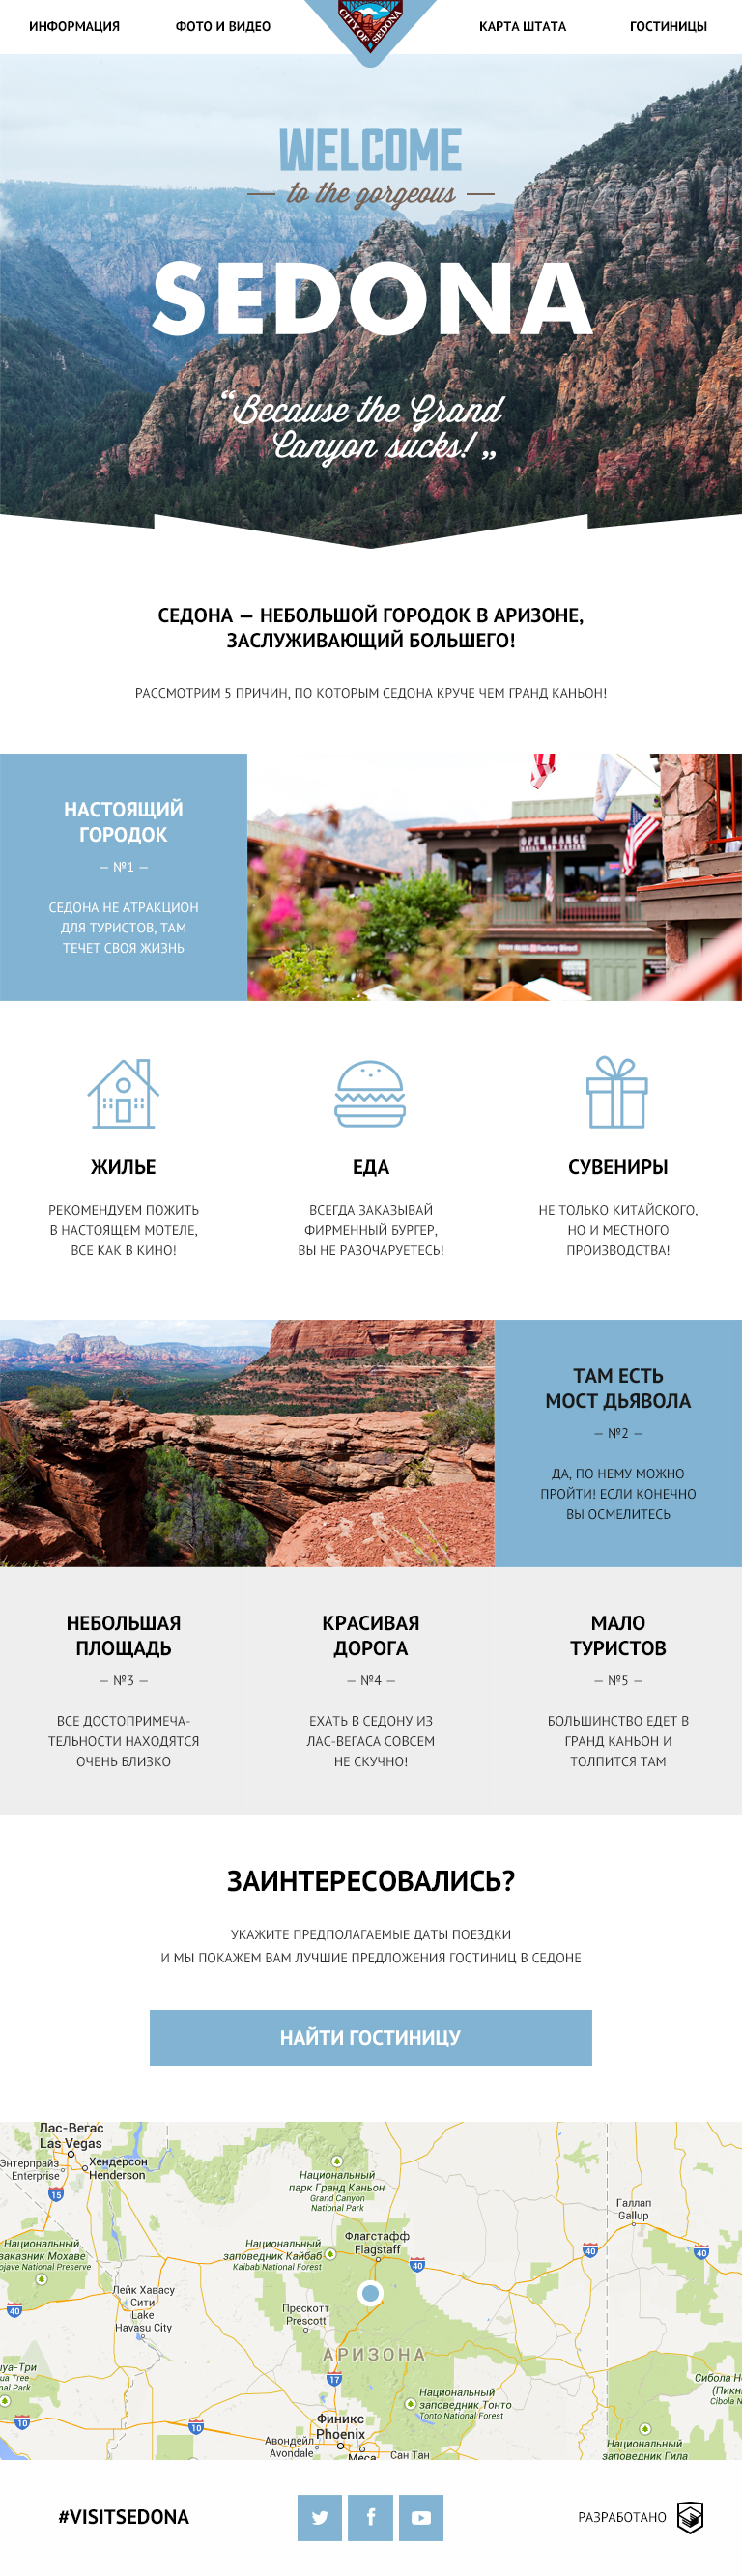 ИНФОРМАЦИЯ ФОТО И ВИДЕО КАРТА ШТАТА ГОСТИНИЦЫ
CITY OF SEDONA
WELCOME
to the gorgeous
SEDONA
“Because the Grand
Canyon sucks!„
СЕДОНА — НЕБОЛЬШОЙ ГОРОДОК В АРИЗОНЕ,
ЗАСЛУЖИВАЮЩИЙ БОЛЬШЕГО!
РАССМОТРИМ 5 ПРИЧИН, ПО КОТОРЫМ СЕДОНА КРУЧЕ ЧЕМ ГРАНД КАНЬОН!
НАСТОЯЩИЙ
ГОРОДОК
— №1 —
СЕДОНА НЕ АТРАКЦИОН
ДЛЯ ТУРИСТОВ, ТАМ
ТЕЧЕТ СВОЯ ЖИЗНЬ
OPEN RANGE
ЖИЛЬЕ
РЕКОМЕНДУЕМ ПОЖИТЬ
В НАСТОЯЩЕМ МОТЕЛЕ,
ВСЕ КАК В КИНО!
ЕДА
ВСЕГДА ЗАКАЗЫВАЙ
ФИРМЕННЫЙ БУРГЕР,
ВЫ НЕ РАЗОЧАРУЕТЕСЬ!
СУВЕНИРЫ
НЕ ТОЛЬКО КИТАЙСКОГО,
НО И МЕСТНОГО
ПРОИЗВОДСТВА!
ТАМ ЕСТЬ
МОСТ ДЬЯВОЛА
— №2 —
ДА, ПО НЕМУ МОЖНО
ПРОЙТИ! ЕСЛИ КОНЕЧНО
ВЫ ОСМЕЛИТЕСЬ
НЕБОЛЬШАЯ
ПЛОЩАДЬ
— №3 —
ВСЕ ДОСТОПРИМЕЧА-
ТЕЛЬНОСТИ НАХОДЯТСЯ
ОЧЕНЬ БЛИЗКО
КРАСИВАЯ
ДОРОГА
— №4 —
ЕХАТЬ В СЕДОНУ ИЗ
ЛАС-ВЕГАСА СОВСЕМ
НЕ СКУЧНО!
МАЛО
ТУРИСТОВ
— №5 —
БОЛЬШИНСТВО ЕДЕТ В
ГРАНД КАНЬОН И
ТОЛПИТСЯ ТАМ
ЗАИНТЕРЕСОВАЛИСЬ?
УКАЖИТЕ ПРЕДПОЛАГАЕМЫЕ ДАТЫ ПОЕЗДКИ
И МЫ ПОКАЖЕМ ВАМ ЛУЧШИЕ ПРЕДЛОЖЕНИЯ ГОСТИНИЦ В СЕДОНЕ
НАЙТИ ГОСТИНИЦУ
Лас-Вегас
Las Vegas
Энтерпрайз
Enterprise
Хендерсон
Henderson
15
Национальный
парк Гранд Каньон
Grand Canyon
National Park
Галлап
Gallup
Флагстафф
Flagstaff
40
40
40
Национальный
заповедник Кайбаб
Kaibab National Forest
Национальный
заказник Мохаве
ojave National Preserve
40
Лейк Хавасу
Сити
Lake
Havasu City
Прескотт
Prescott
АРИЗОНА
17
уа-Три
ua Tree
nal Park
10
10
Национальный
заповедник Тонто
Tonto National Forest
Сибола Н
(Пикн
Cibola N
Финикс
Phoenix
Авондейл
Avondale
Меса
Сан Тан
Национальный
заповедник Гила
#VISITSEDONA
f
РАЗРАБОТАНО